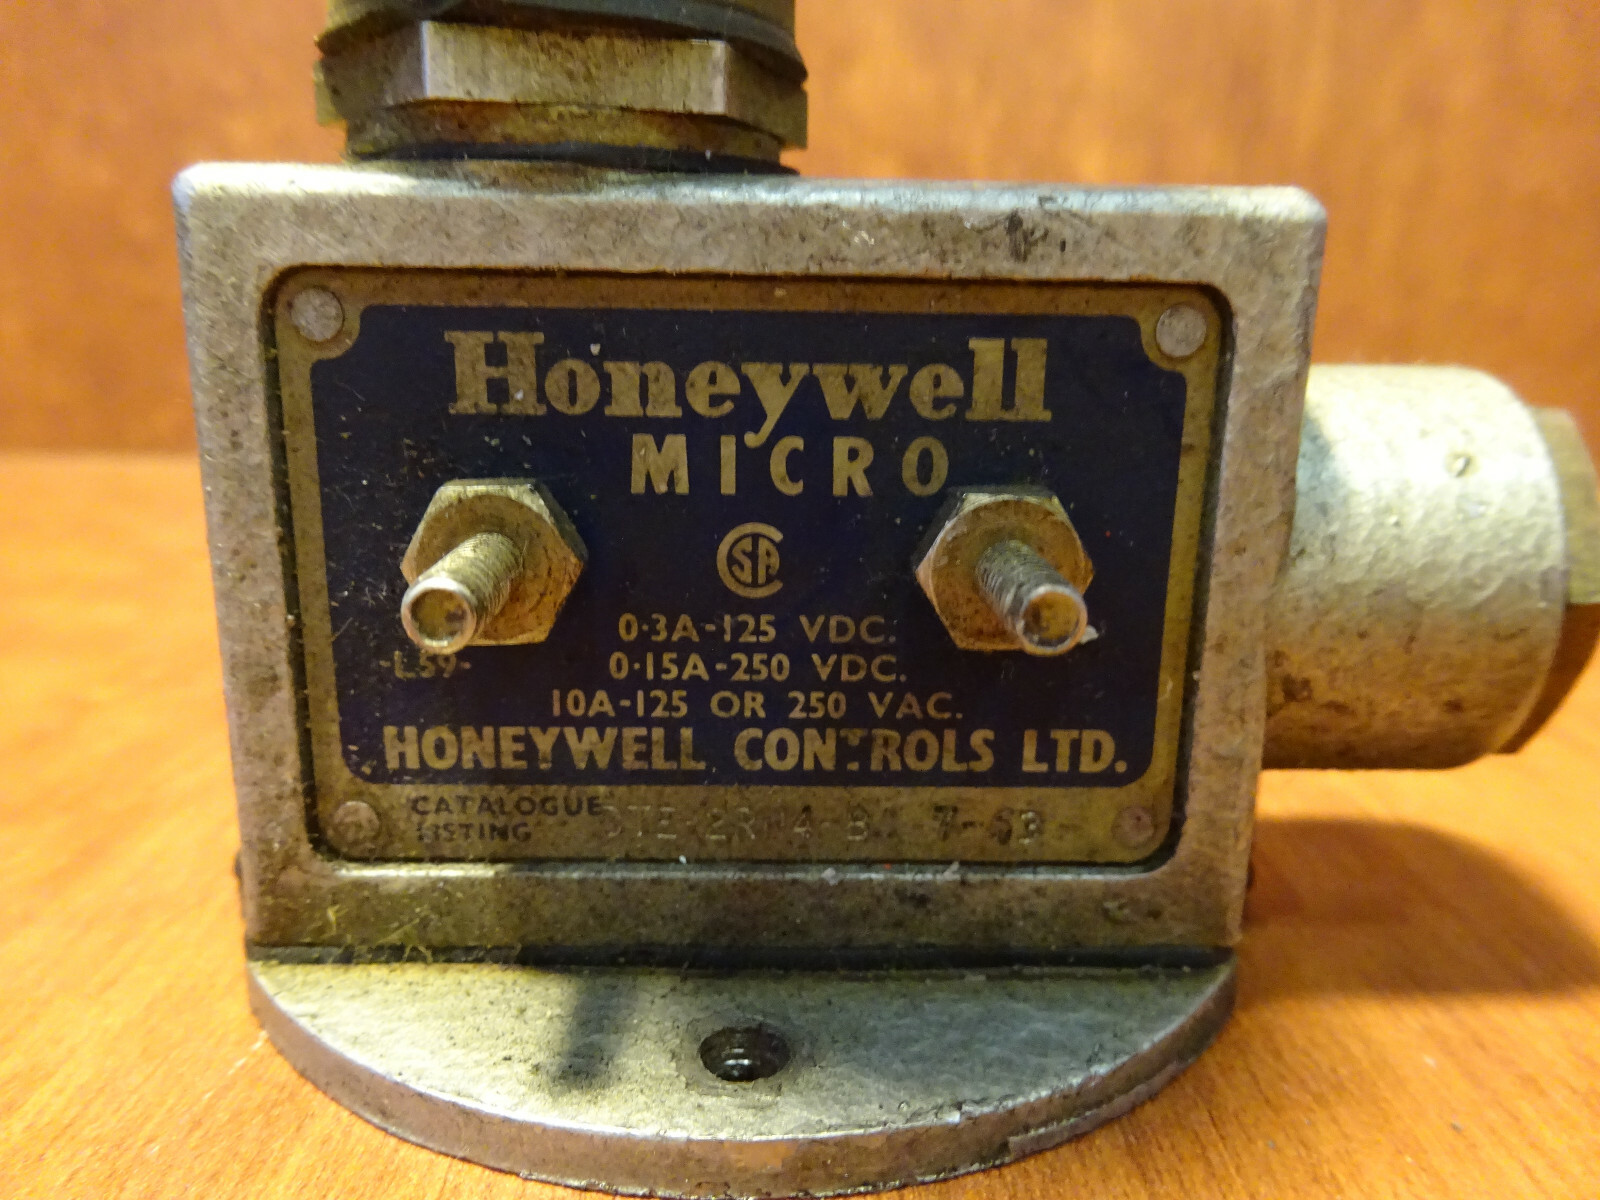 Honeywell
MICRO
CSA
0·3A-125 VDC.
-L59- 0·15A-250 VDC.
10A-125 OR 250 VAC.
HONEYWELL CONTROLS LTD.
CATALOGUE
LISTING